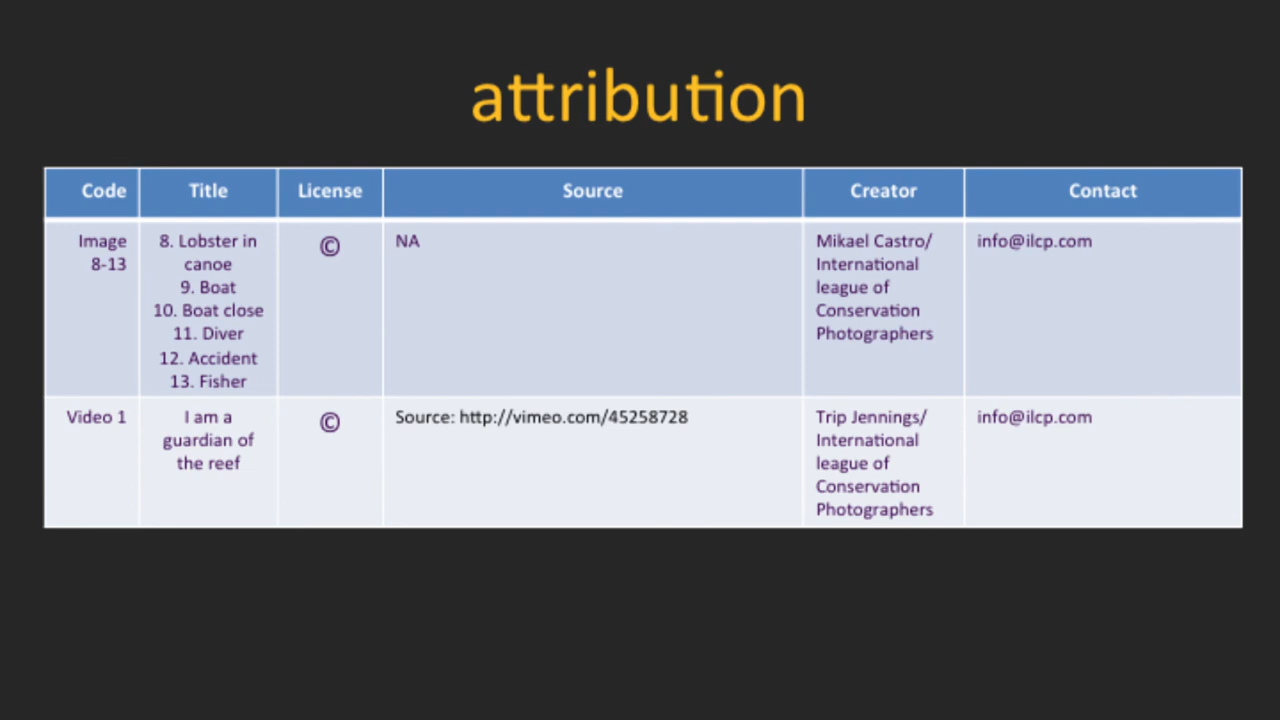 attribution
Code Title License Source Creator Contact
Image
8-13
8. Lobster in
canoe
9. Boat
10. Boat close
11. Diver
12. Accident
13. Fisher
©
NA
Mikael Castro/
International
league of
Conservation
Photographers
info@ilcp.com
Video 1
I am a
guardian of
the reef
©
Source: http://vimeo.com/45258728
Trip Jennings/
International
league of
Conservation
Photographers
info@ilcp.com